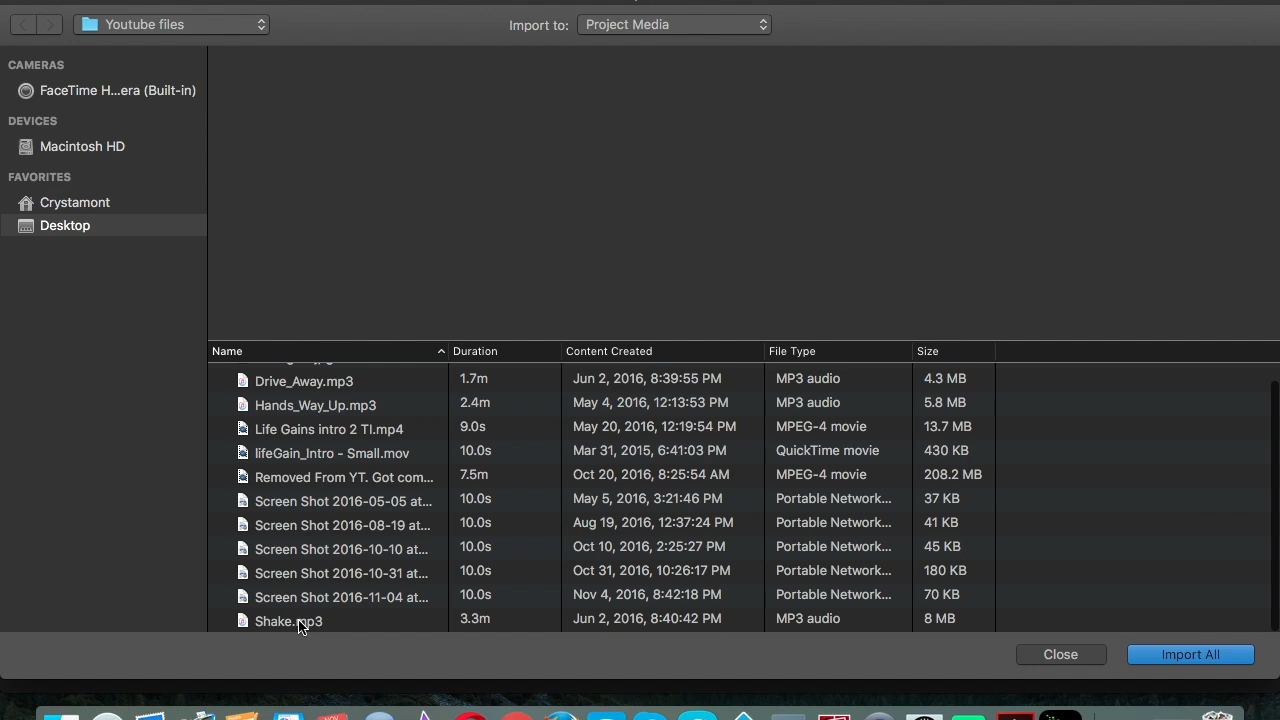 Youtube files
Import to: Project Media
CAMERAS
FaceTime H...era (Built-in)
DEVICES
Macintosh HD
FAVORITES
Crystamont
Desktop
Name Duration Content Created File Type Size
Drive_Away.mp3 1.7m Jun 2, 2016, 8:39:55 PM MP3 audio 4.3 MB
Hands_Way_Up.mp3 2.4m May 4, 2016, 12:13:53 PM MP3 audio 5.8 MB
Life Gains intro 2 TI.mp4 9.0s May 20, 2016, 12:19:54 PM MPEG-4 movie 13.7 MB
lifeGain_Intro - Small.mov 10.0s Mar 31, 2015, 6:41:03 PM QuickTime movie 430 KB
Removed From YT. Got com... 7.5m Oct 20, 2016, 8:25:54 AM MPEG-4 movie 208.2 MB
Screen Shot 2016-05-05 at... 10.0s May 5, 2016, 3:21:46 PM Portable Network... 37 KB
Screen Shot 2016-08-19 at... 10.0s Aug 19, 2016, 12:37:24 PM Portable Network... 41 KB
Screen Shot 2016-10-10 at... 10.0s Oct 10, 2016, 2:25:27 PM Portable Network... 45 KB
Screen Shot 2016-10-31 at... 10.0s Oct 31, 2016, 10:26:17 PM Portable Network... 180 KB
Screen Shot 2016-11-04 at... 10.0s Nov 4, 2016, 8:42:18 PM Portable Network... 70 KB
Shake.mp3 3.3m Jun 2, 2016, 8:40:42 PM MP3 audio 8 MB
Close Import All
NOV